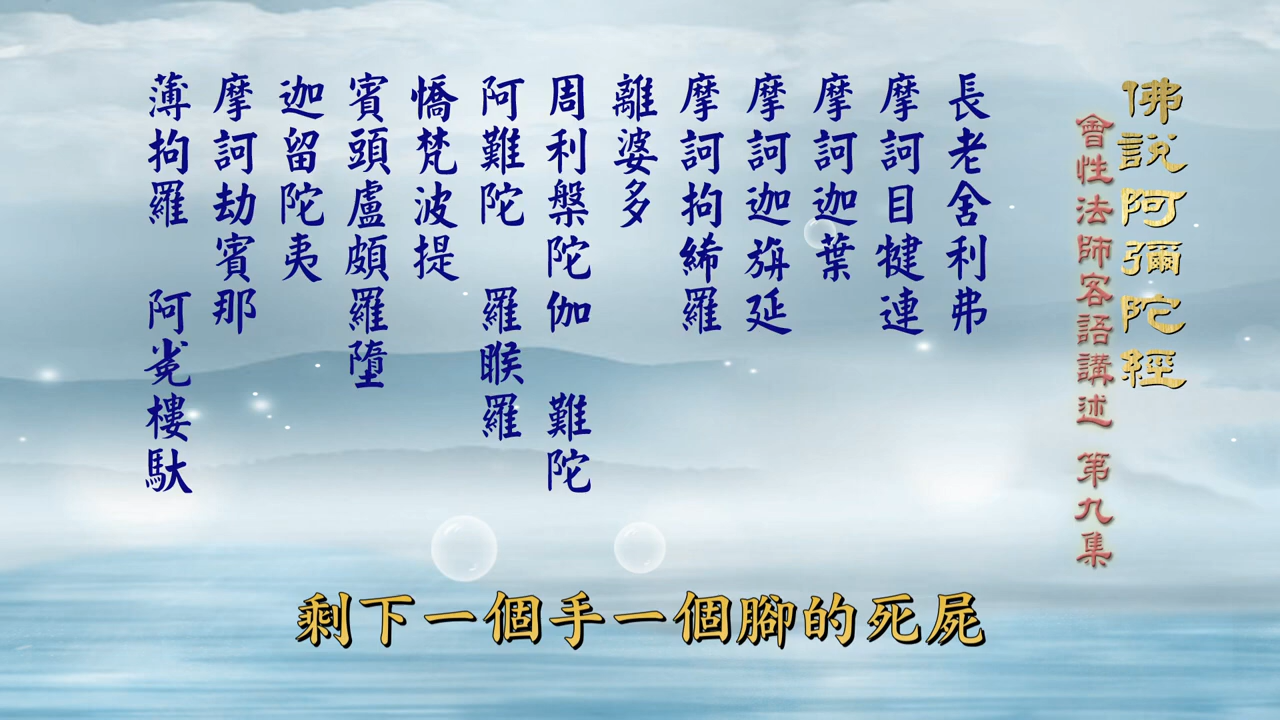 佛說阿彌陀經
會性法師客語講述 第九集
長老舍利弗
摩訶目犍連
摩訶迦葉
摩訶迦旃延
摩訶拘絺羅
離婆多
周利槃陀伽 難陀
阿難陀 羅睺羅
憍梵波提
賓頭盧頗羅墮
迦留陀夷
摩訶劫賓那
薄拘羅 阿㝹樓馱
剩下一個手一個腳的死屍